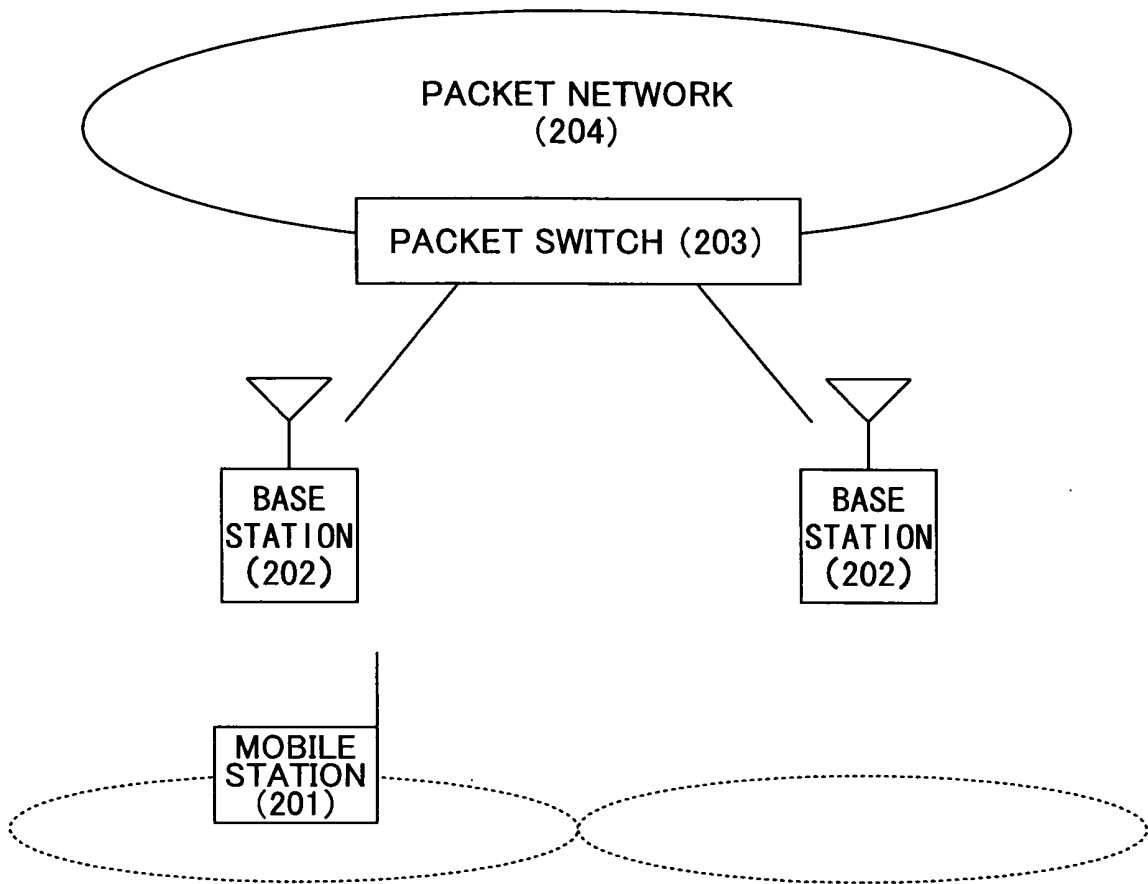 PACKET NETWORK
(204)
PACKET SWITCH (203)
BASE
STATION
(202)
BASE
STATION
(202)
MOBILE
STATION
(201)